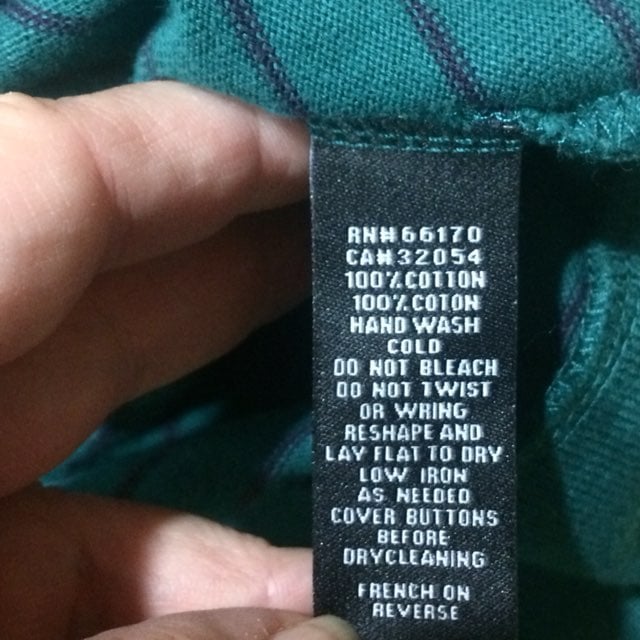 RN#66170
CA#32054
100%COTTON
100%COTON
HAND WASH
COLD
DO NOT BLEACH
DO NOT TWIST
OR WRING
RESHAPE AND
LAY FLAT TO DRY
LOW IRON
AS NEEDED
COVER BUTTONS
BEFORE
DRYCLEANING
FRENCH ON
REVERSE